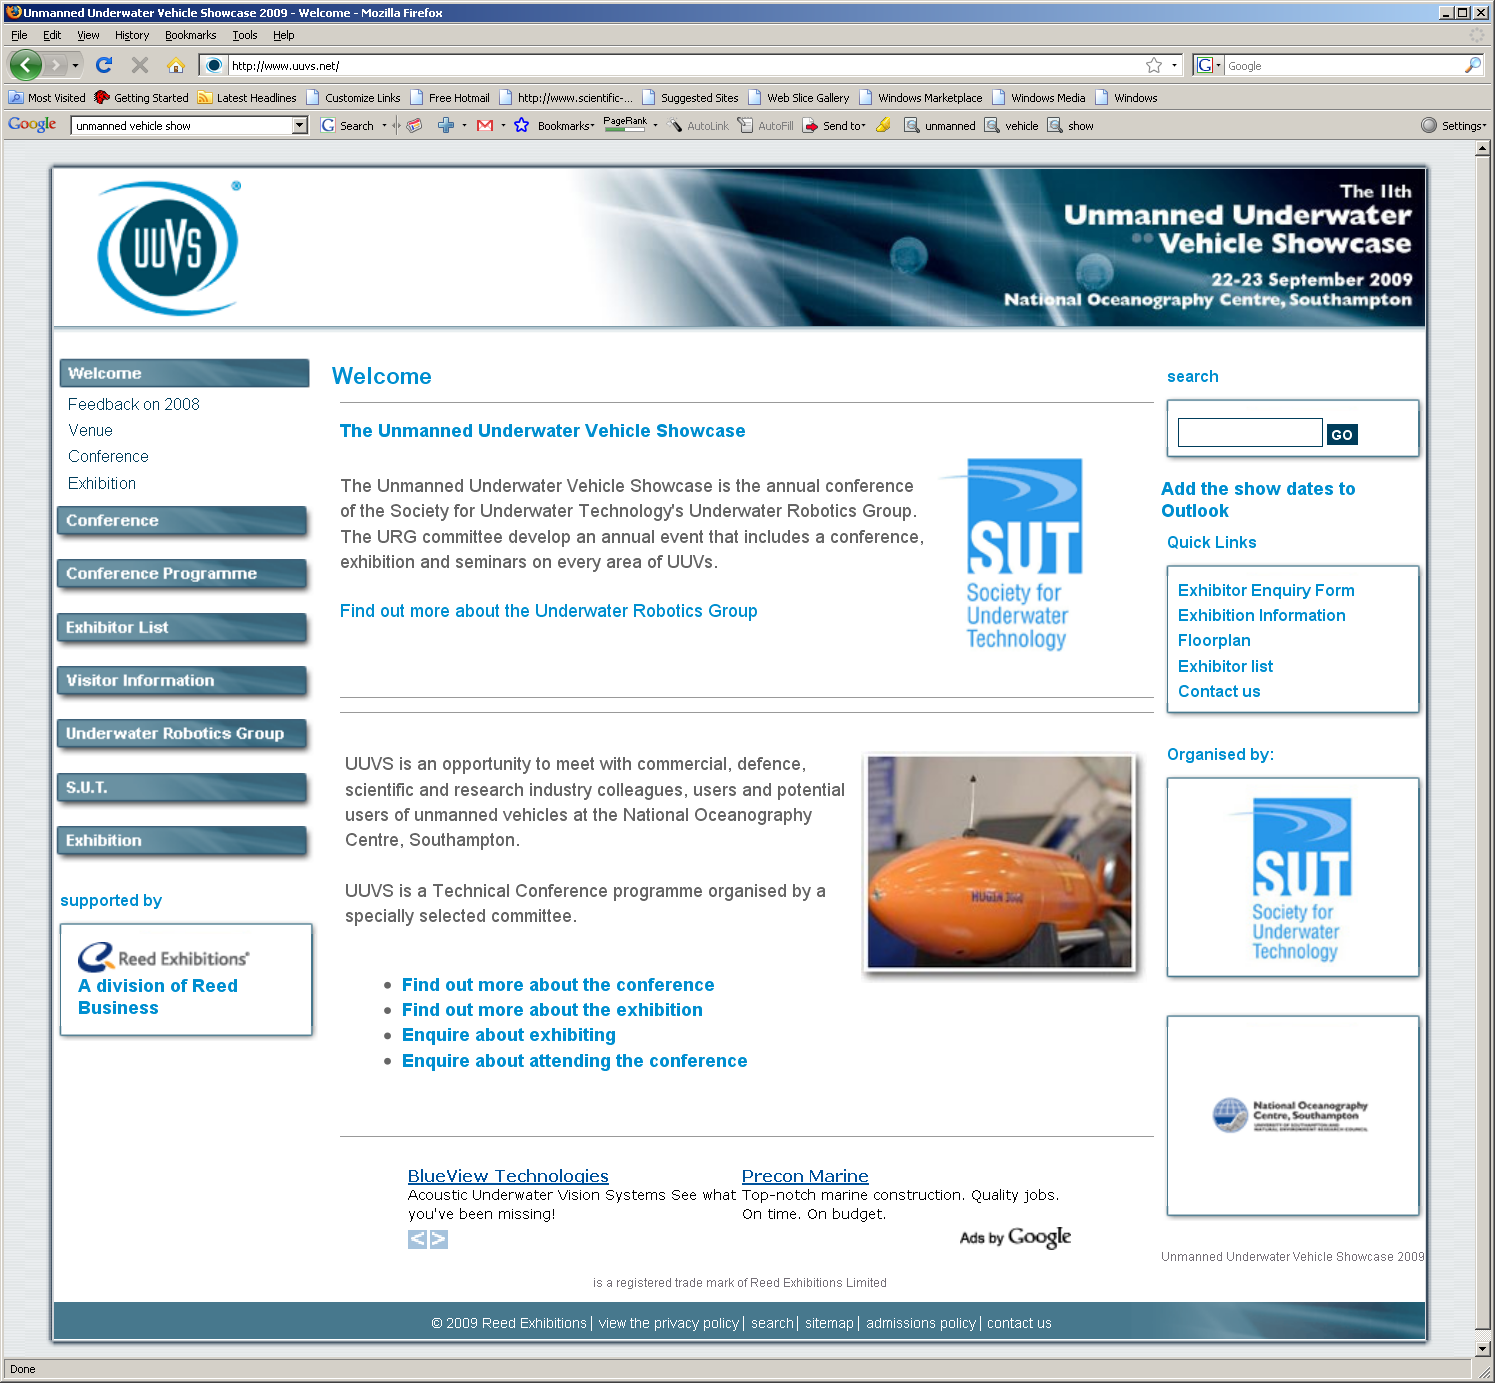 Unmanned Underwater Vehicle Showcase 2009 - Welcome - Mozilla Firefox
File Edit View History Bookmarks Tools Help
http://www.uuvs.net/
G Google
Most Visited Getting Started Latest Headlines Customize Links Free Hotmail http://www.scientific-... Suggested Sites Web Slice Gallery Windows Marketplace Windows Media Windows
Google unmanned vehicle show G Search Bookmarks PageRank AutoLink AutoFill Send to unmanned vehicle show Settings
UUVS ®
The 11th
Unmanned Underwater
Vehicle Showcase
22-23 September 2009
National Oceanography Centre, Southampton
Welcome
Feedback on 2008
Venue
Conference
Exhibition
Conference
Conference Programme
Exhibitor List
Visitor Information
Underwater Robotics Group
S.U.T.
Exhibition
supported by
Reed Exhibitions®
A division of Reed
Business
Welcome
The Unmanned Underwater Vehicle Showcase
The Unmanned Underwater Vehicle Showcase is the annual conference
of the Society for Underwater Technology's Underwater Robotics Group.
The URG committee develop an annual event that includes a conference,
exhibition and seminars on every area of UUVs.
Find out more about the Underwater Robotics Group
SUT
Society for
Underwater
Technology
UUVS is an opportunity to meet with commercial, defence,
scientific and research industry colleagues, users and potential
users of unmanned vehicles at the National Oceanography
Centre, Southampton.
UUVS is a Technical Conference programme organised by a
specially selected committee.
HUGIN 3000
Find out more about the conference
Find out more about the exhibition
Enquire about exhibiting
Enquire about attending the conference
BlueView Technologies
Acoustic Underwater Vision Systems See what
you've been missing!
Precon Marine
Top-notch marine construction. Quality jobs.
On time. On budget.
< >
Ads by Google
search
GO
Add the show dates to
Outlook
Quick Links
Exhibitor Enquiry Form
Exhibition Information
Floorplan
Exhibitor list
Contact us
Organised by:
SUT
Society for
Underwater
Technology
National Oceanography
Centre, Southampton
UNIVERSITY OF SOUTHAMPTON AND
NATURAL ENVIRONMENT RESEARCH COUNCIL
Unmanned Underwater Vehicle Showcase 2009
is a registered trade mark of Reed Exhibitions Limited
© 2009 Reed Exhibitions | view the privacy policy | search | sitemap | admissions policy | contact us
Done